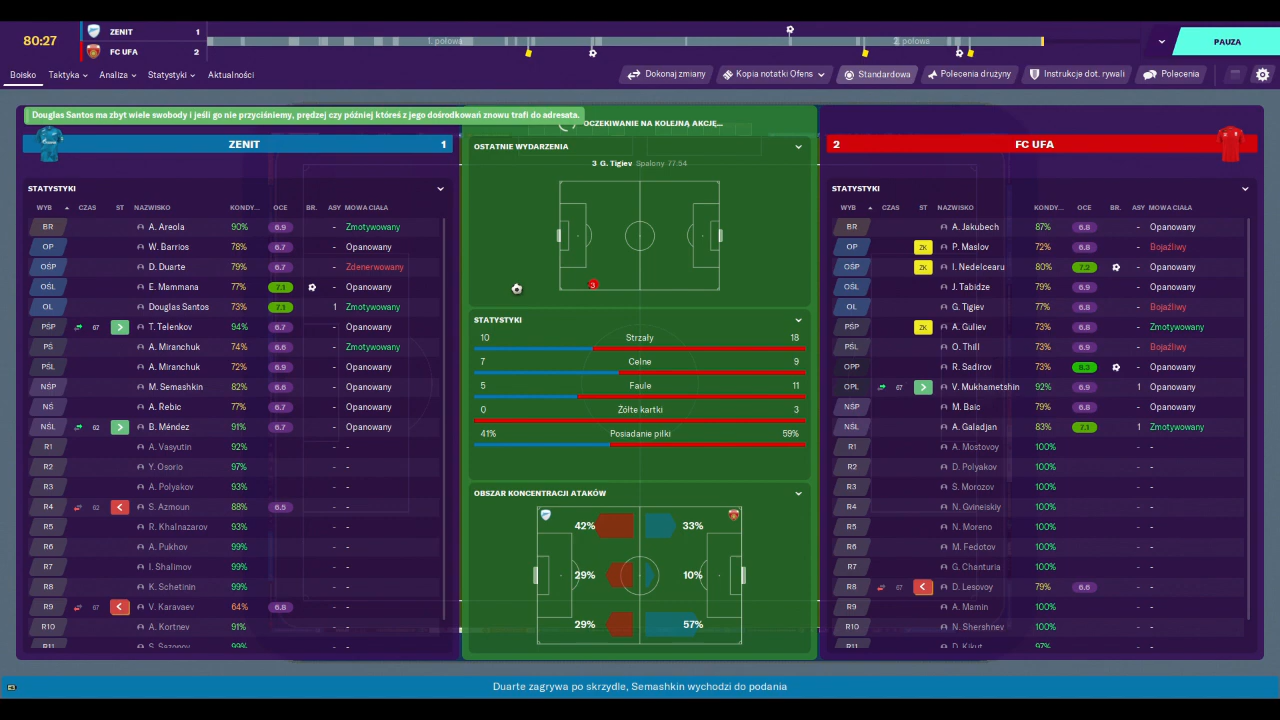 80:27
ZENIT 1
FC UFA 2
1. połowa
2. połowa
PAUZA
Boisko Taktyka Analiza Statystyki Aktualności
Dokonaj zmiany Kopia notatki Ofens Standardowa Polecenia drużyny Instrukcje dot. rywali Polecenia
Douglas Santos ma zbyt wiele swobody i jeśli go nie przyciśniemy, prędzej czy później któreś z jego dośrodkowań znowu trafi do adresata.
OCZEKIWANIE NA KOLEJNĄ AKCJĘ...
ZENIT 1
STATYSTYKI
WYB CZAS ST NAZWISKO KONDY... OCE BR. ASY MOWA CIAŁA
BR A. Areola 90% 6.9 - Zmotywowany
OP W. Barrios 78% 6.7 - Opanowany
OŚP D. Duarte 79% 6.7 - Zdenerwowany
OŚL E. Mammana 77% 7.1 - Opanowany
OL Douglas Santos 73% 7.1 1 Zmotywowany
PŚP 67 T. Telenkov 94% 6.7 - Opanowany
PŚ A. Miranchuk 74% 6.6 - Zmotywowany
PŚL A. Miranchuk 72% 6.9 - Opanowany
NŚP M. Semashkin 82% 6.6 - Opanowany
NŚ A. Rebic 77% 6.7 - Opanowany
NŚL 62 B. Méndez 91% 6.7 - Opanowany
R1 A. Vasyutin 92% - -
R2 Y. Osorio 97% - -
R3 A. Polyakov 93% - -
R4 62 S. Azmoun 88% 6.5 - -
R5 R. Khalnazarov 93% - -
R6 A. Pukhov 99% - -
R7 I. Shalimov 99% - -
R8 K. Schetinin 99% - -
R9 67 V. Karavaev 64% 6.8 - -
R10 A. Kortnev 91% - -
R11 S. Sazonov 99% - -
OSTATNIE WYDARZENIA
3 G. Tigiev Spalony 77:54
3
STATYSTYKI
10 Strzały 18
7 Celne 9
5 Faule 11
0 Żółte kartki 3
41% Posiadanie piłki 59%
OBSZAR KONCENTRACJI ATAKÓW
42% 33%
29% 10%
29% 57%
2 FC UFA
STATYSTYKI
WYB CZAS ST NAZWISKO KONDY... OCE BR. ASY MOWA CIAŁA
BR A. Jakubech 87% 6.8 - Opanowany
OP ZK P. Maslov 72% 6.8 - Bojaźliwy
OŚP ZK I. Nedelcearu 80% 7.2 - Opanowany
OŚL J. Tabidze 79% 6.9 - Opanowany
OL G. Tigiev 77% 6.8 - Bojaźliwy
PŚP ZK A. Guliev 73% 6.8 - Zmotywowany
PŚL O. Thill 73% 6.9 - Bojaźliwy
OPP R. Sadirov 73% 8.3 - Opanowany
OPL 67 V. Mukhametshin 92% 6.9 1 Opanowany
NŚP M. Baic 79% 6.8 - Opanowany
NŚL A. Galadjan 83% 7.1 1 Zmotywowany
R1 A. Mostovoy 100% - -
R2 D. Polyakov 100% - -
R3 S. Morozov 100% - -
R4 N. Gvineiskiy 100% - -
R5 N. Moreno 100% - -
R6 M. Fedotov 100% - -
R7 G. Chanturia 100% - -
R8 67 D. Lesovoy 79% 6.6 - -
R9 A. Mamin 100% - -
R10 N. Shershnev 100% - -
R11 D. Kikut 97% - -
Duarte zagrywa po skrzydle, Semashkin wychodzi do podania